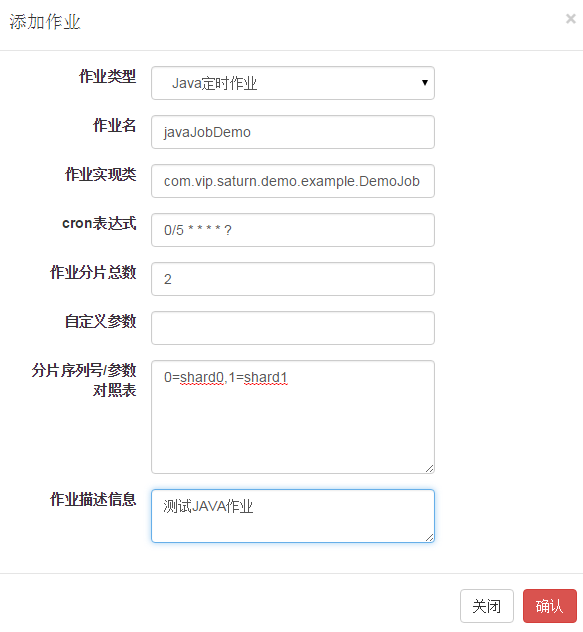 添加作业 ×
作业类型 Java定时作业
作业名 javaJobDemo
作业实现类 com.vip.saturn.demo.example.DemoJob
cron表达式 0/5 * * * * ?
作业分片总数 2
自定义参数
分片序列号/参数 0=shard0,1=shard1
对照表
作业描述信息 测试JAVA作业
关闭 确认